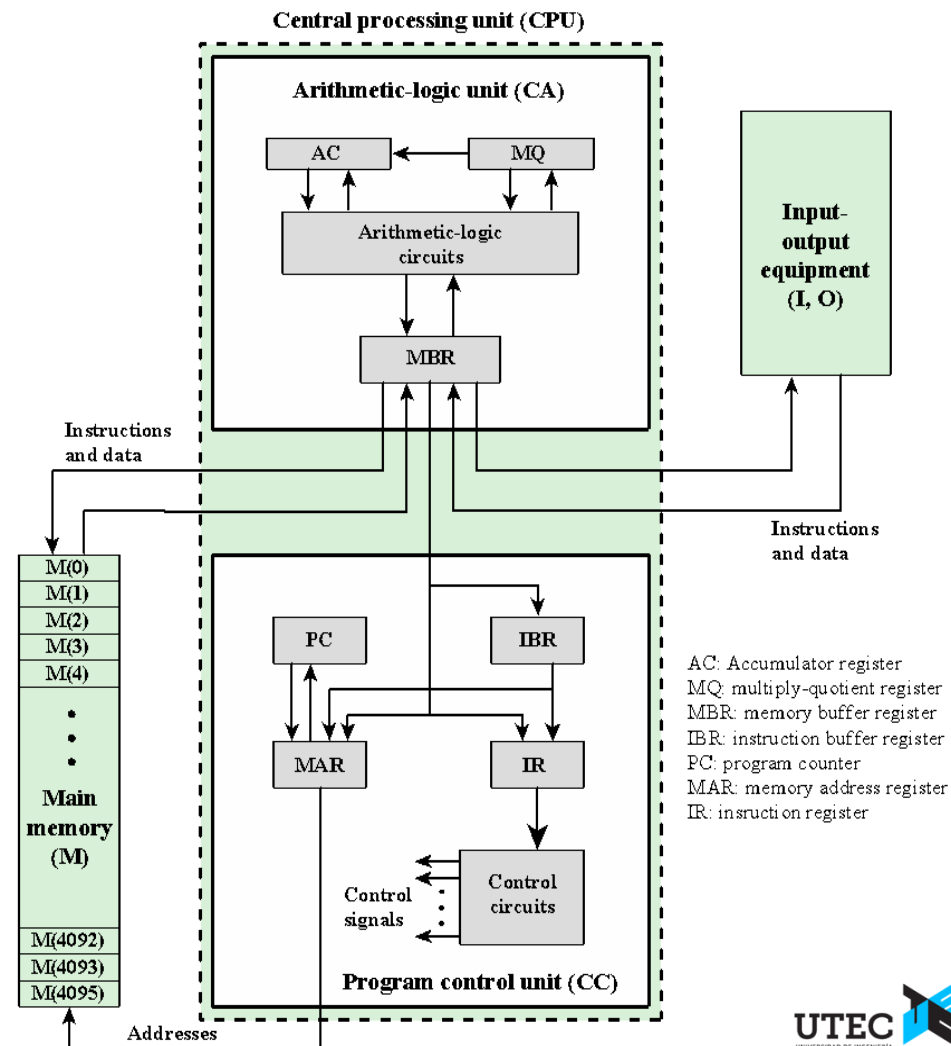 Central processing unit (CPU)
Arithmetic-logic unit (CA)
AC
MQ
Arithmetic-logic
circuits
MBR
Input-
output
equipment
(I, O)
Instructions
and data
Instructions
and data
M(0)
M(1)
M(2)
M(3)
M(4)
Main
memory
(M)
M(4092)
M(4093)
M(4095)
PC
IBR
MAR
IR
Control
signals
Control
circuits
Program control unit (CC)
Addresses
AC: Accumulator register
MQ: multiply-quotient register
MBR: memory buffer register
IBR: instruction buffer register
PC: program counter
MAR: memory address register
IR: insruction register
UTEC